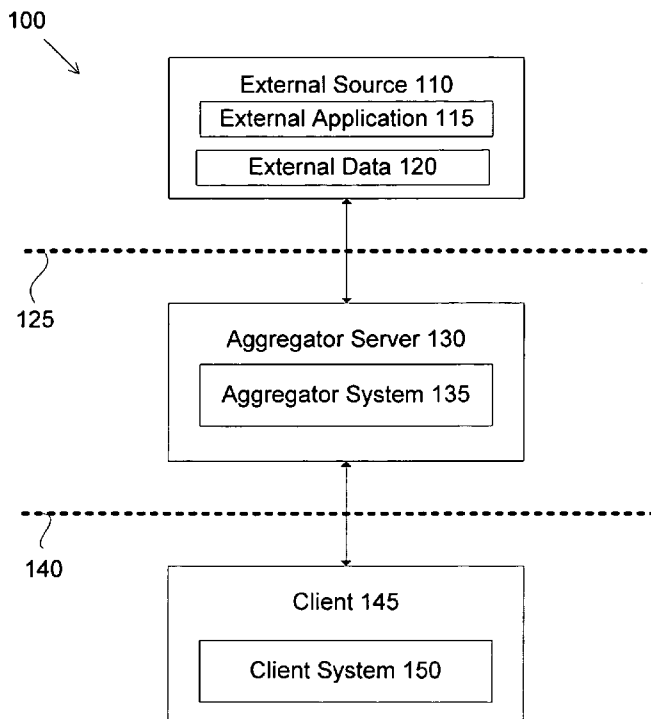 100
External Source 110
External Application 115
External Data 120
125
Aggregator Server 130
Aggregator System 135
140
Client 145
Client System 150